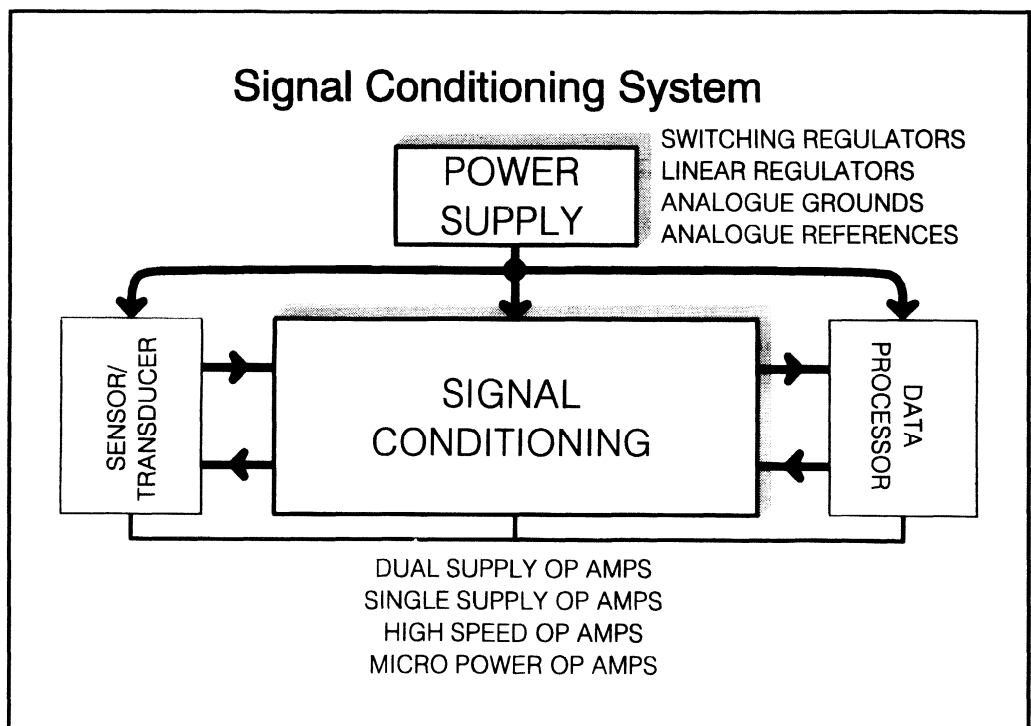 Signal Conditioning System
POWER
SUPPLY
SWITCHING REGULATORS
LINEAR REGULATORS
ANALOGUE GROUNDS
ANALOGUE REFERENCES
SENSOR/
TRANSDUCER
SIGNAL
CONDITIONING
DATA
PROCESSOR
DUAL SUPPLY OP AMPS
SINGLE SUPPLY OP AMPS
HIGH SPEED OP AMPS
MICRO POWER OP AMPS